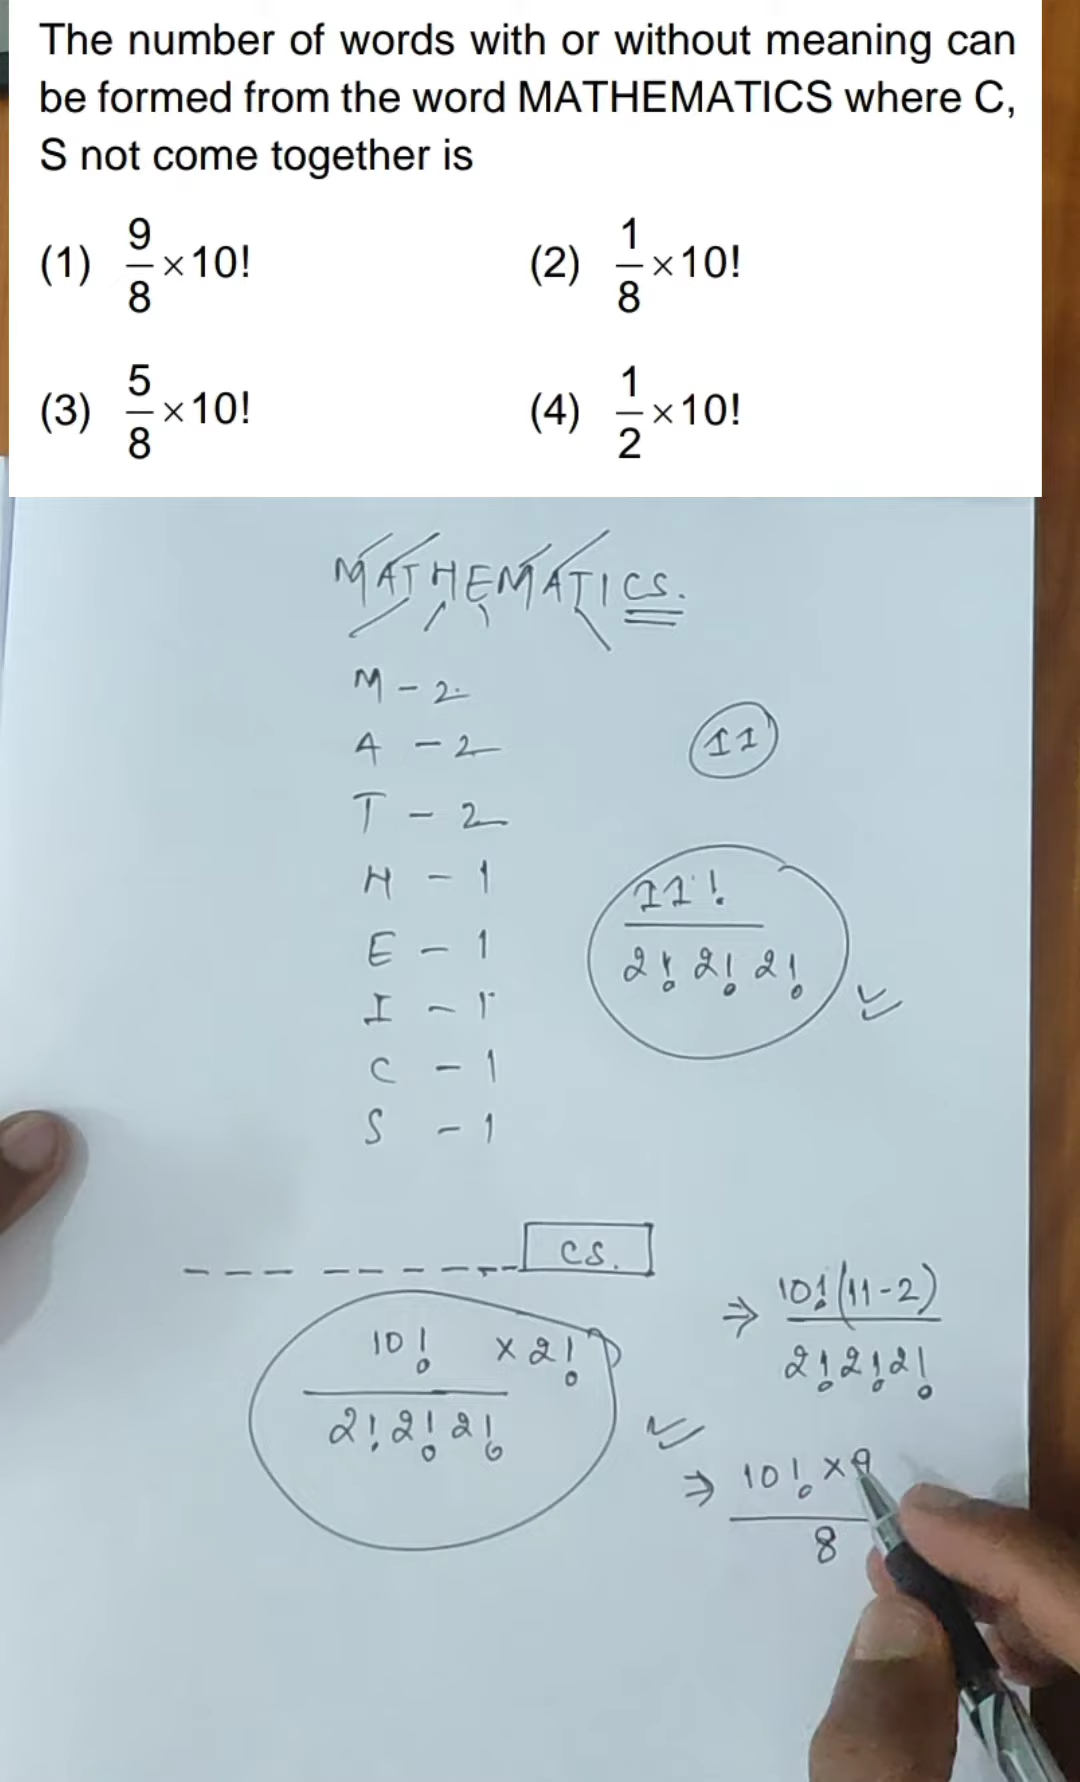 The number of words with or without meaning can
be formed from the word MATHEMATICS where C,
S not come together is
(1) 9/8 × 10! (2) 1/8 × 10!
(3) 5/8 × 10! (4) 1/2 × 10!
MATHEMATICS.
M - 2
A - 2
11
T - 2
H - 1
11!
E - 1
2! 2! 2!
I - 1
C - 1
S - 1
CS.
10! × 2!
2! 2! 2!
⇒ 10! (11-2)
2! 2! 2!
⇒ 10! × 9
8